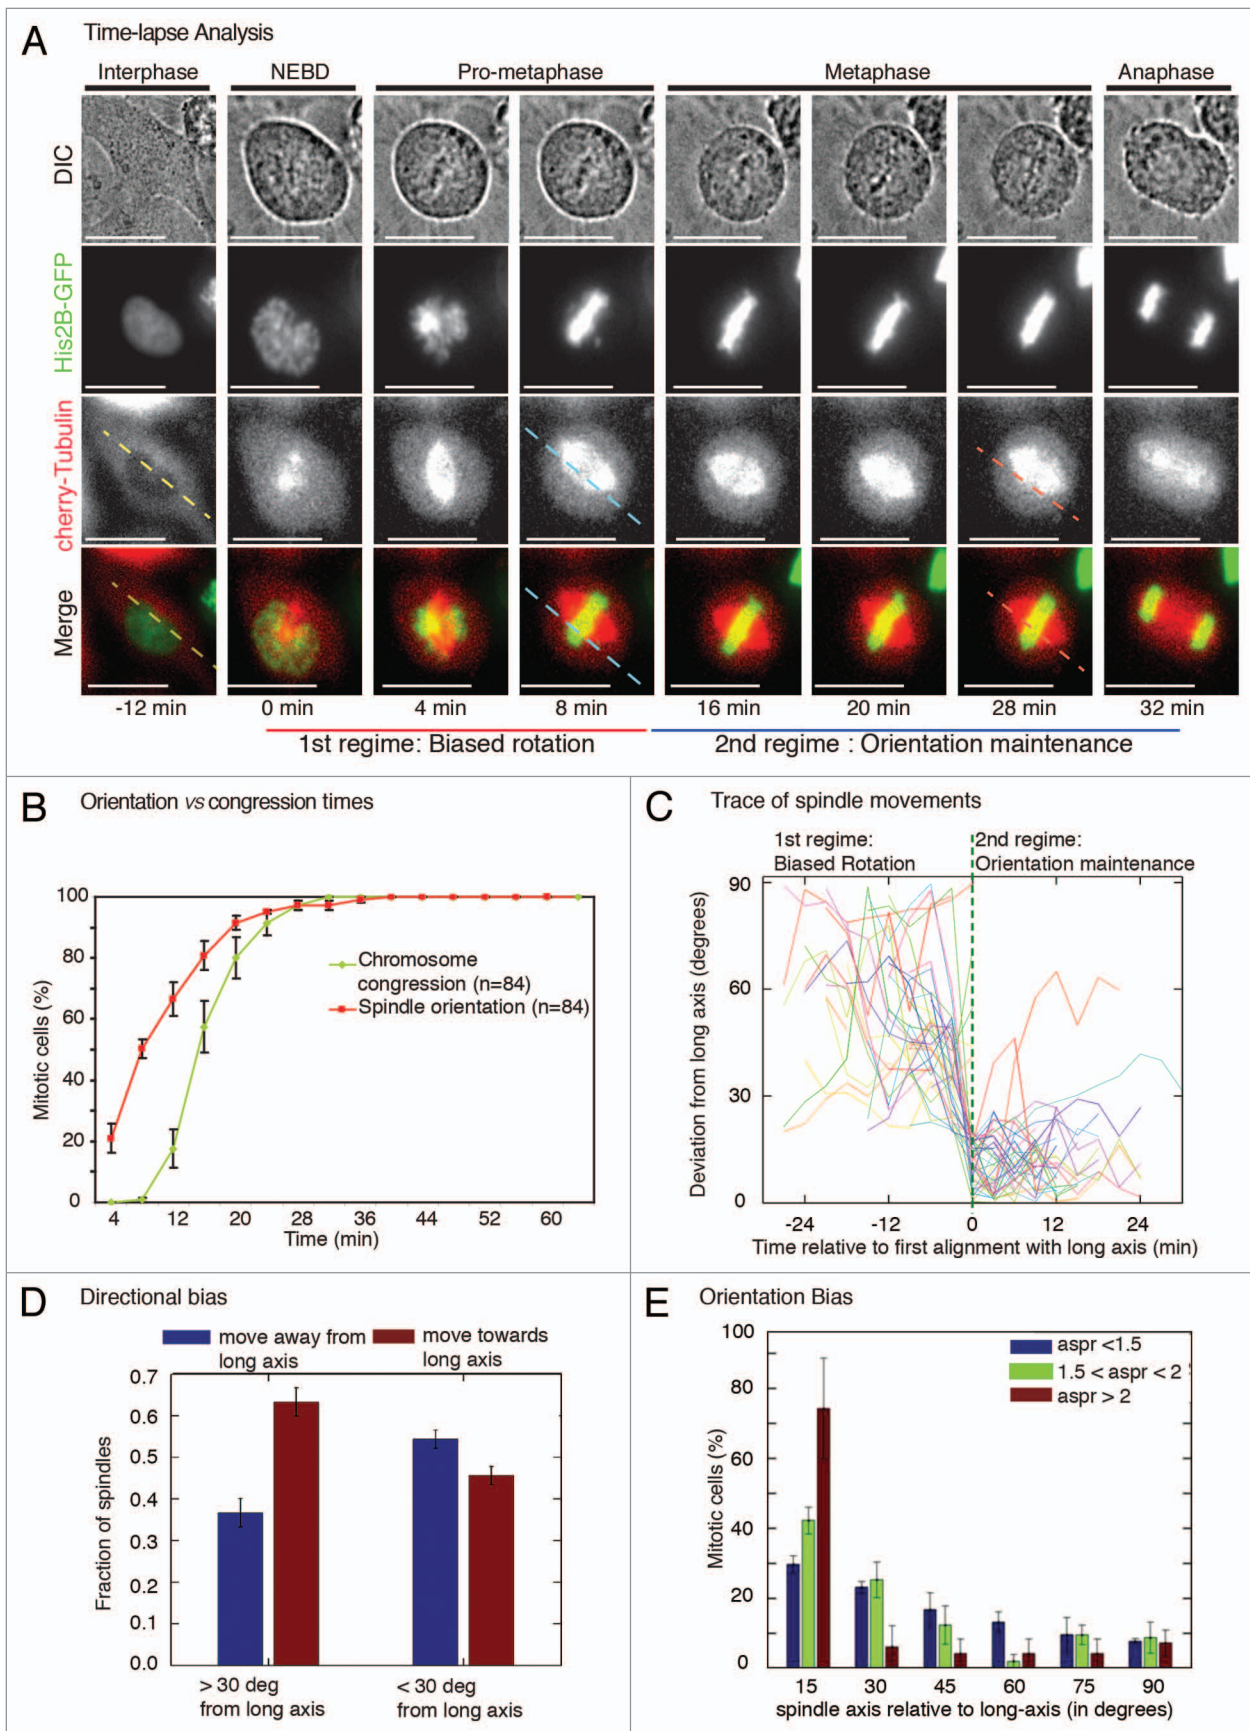 A Time-lapse Analysis
Interphase NEBD Pro-metaphase Metaphase Anaphase
DIC
His2B-GFP
cherry-Tubulin
Merge
-12 min 0 min 4 min 8 min 16 min 20 min 28 min 32 min
1st regime: Biased rotation 2nd regime : Orientation maintenance
B Orientation vs congression times
Mitotic cells (%)
100
80
60
40
20
0
Chromosome
congression (n=84)
Spindle orientation (n=84)
4 12 20 28 36 44 52 60
Time (min)
C Trace of spindle movements
1st regime:
Biased Rotation
2nd regime:
Orientation maintenance
Deviation from long axis (degrees)
90
60
30
0
-24 -12 0 12 24
Time relative to first alignment with long axis (min)
D Directional bias
move away from
long axis
move towards
long axis
Fraction of spindles
0.7
0.6
0.5
0.4
0.3
0.2
0.1
0.0
> 30 deg
from long axis
< 30 deg
from long axis
E Orientation Bias
Mitotic cells (%)
100
80
60
40
20
0
aspr <1.5
1.5 < aspr < 2
aspr > 2
15 30 45 60 75 90
spindle axis relative to long-axis (in degrees)